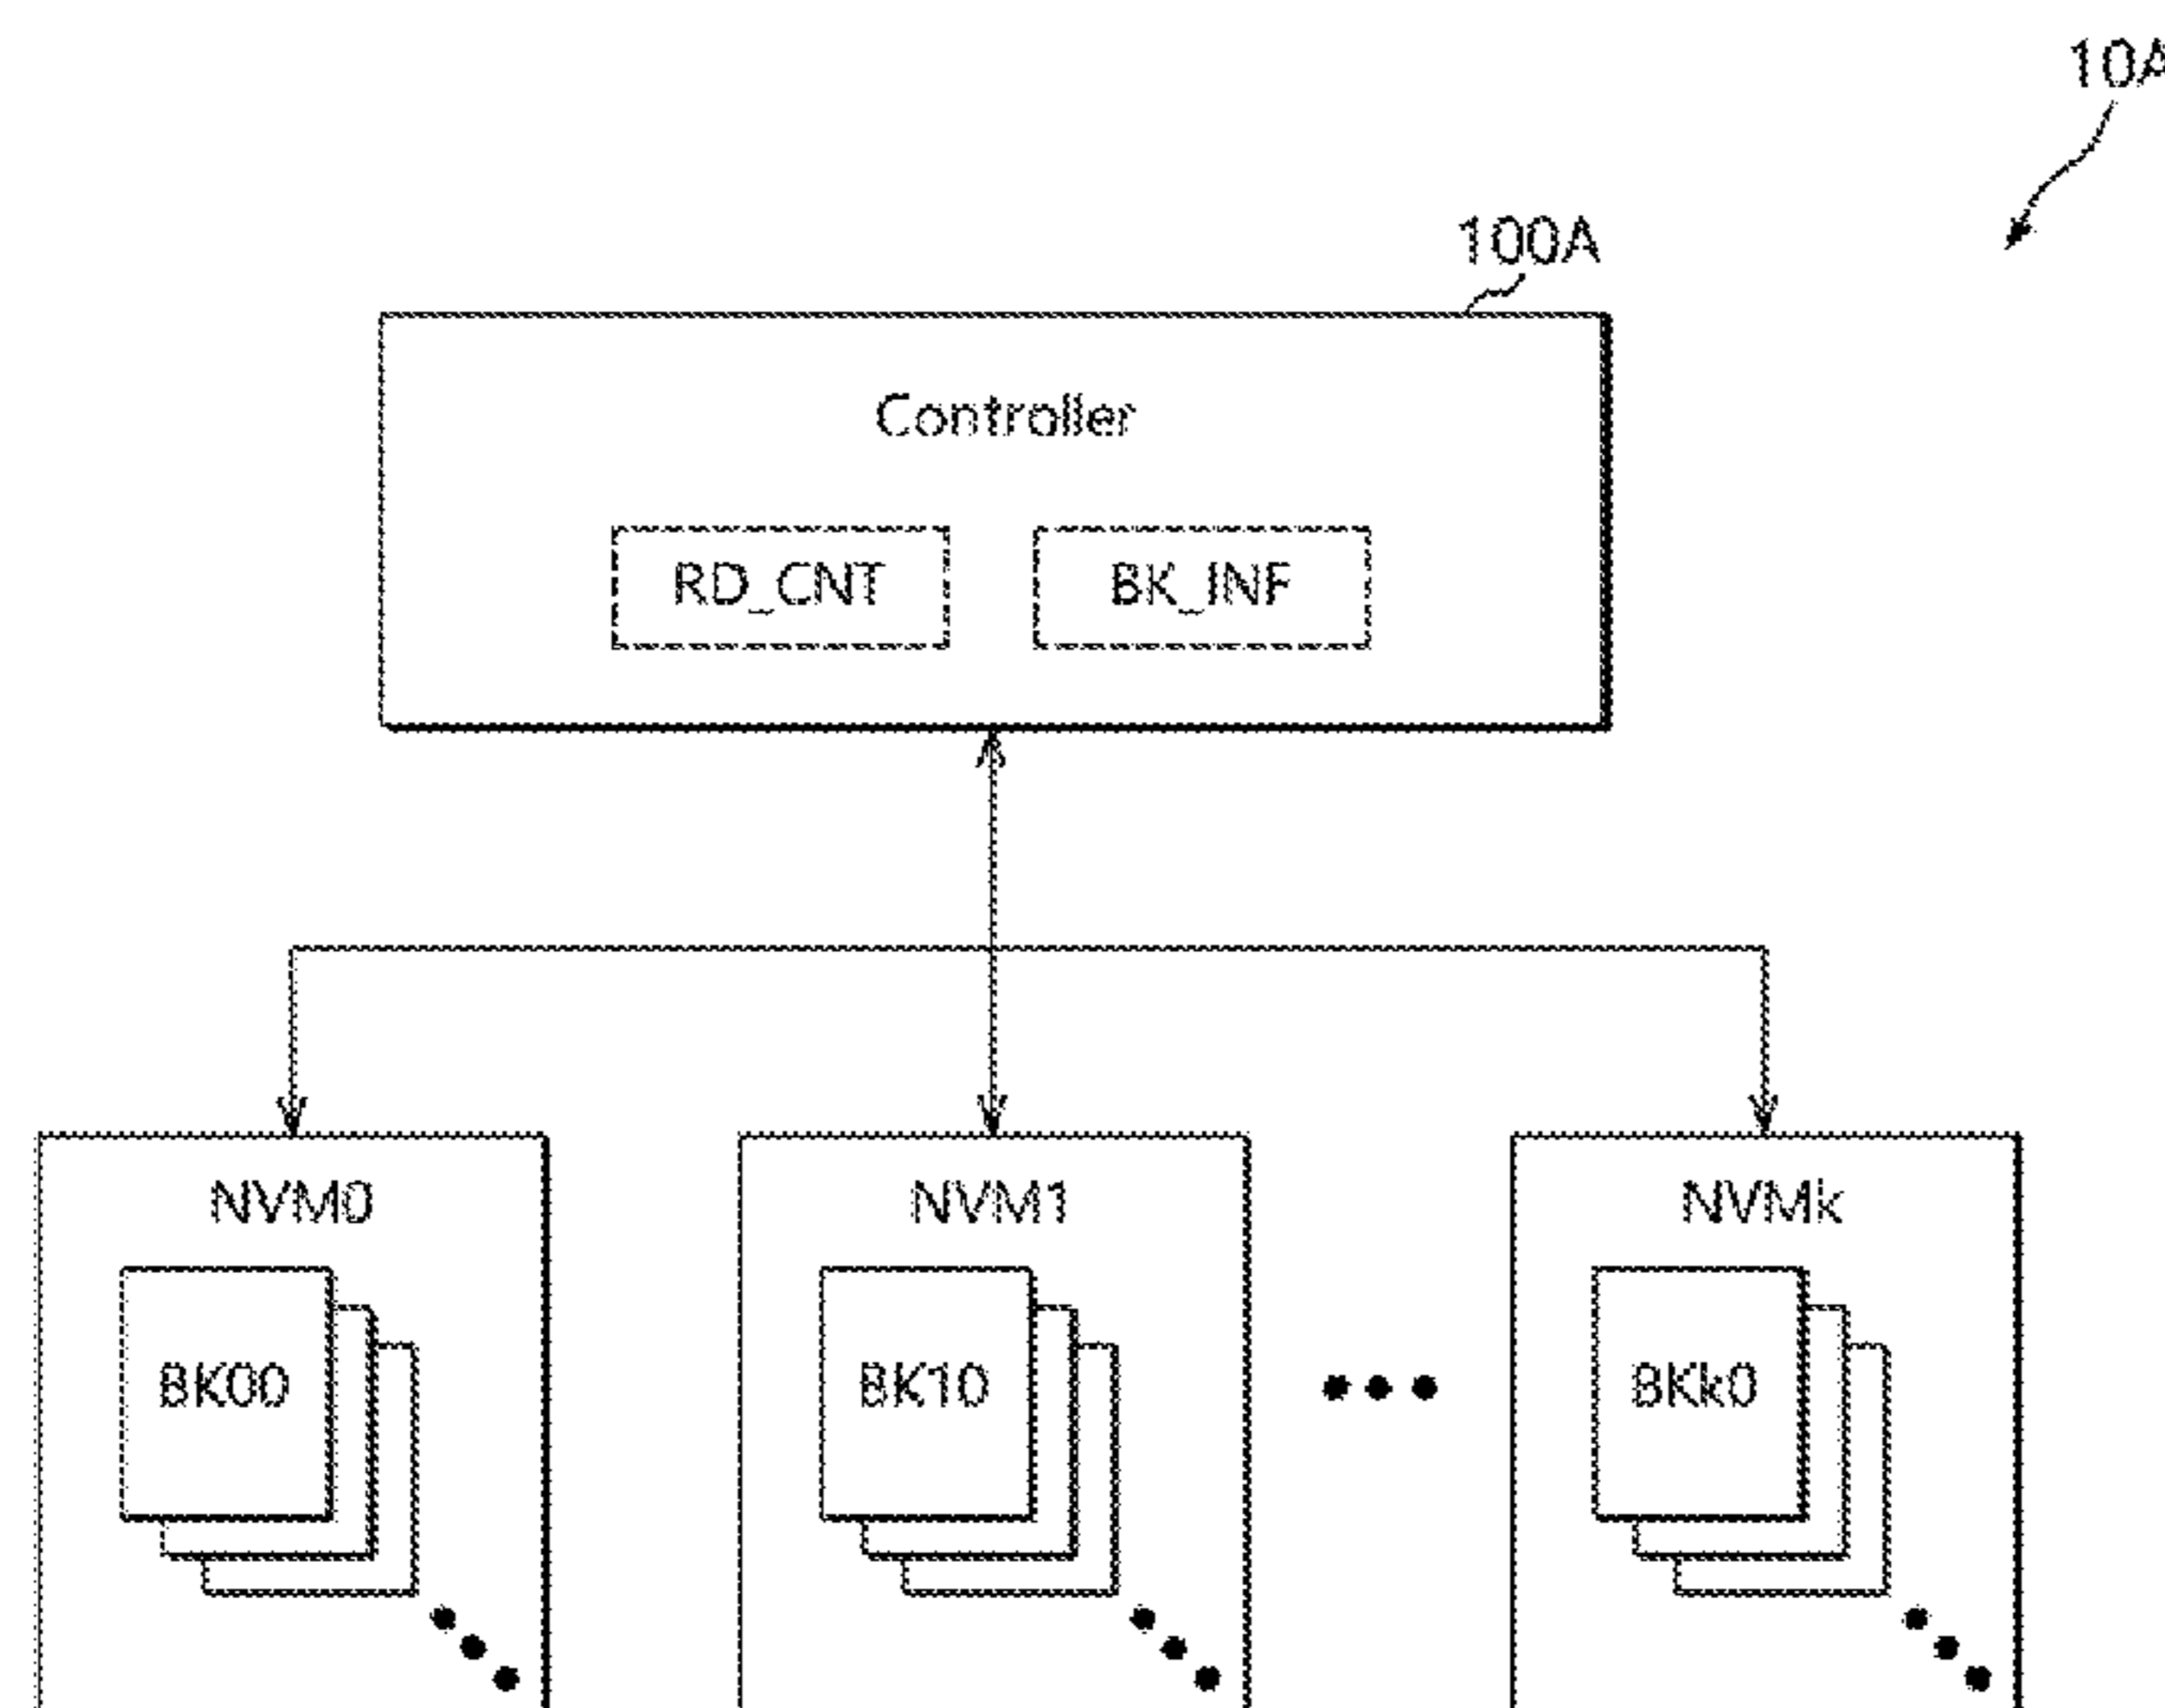 10A
100A
Controller
RD_CNT BK_INF
NVM0 NVM1 NVMk
BK00 BK10 BKk0